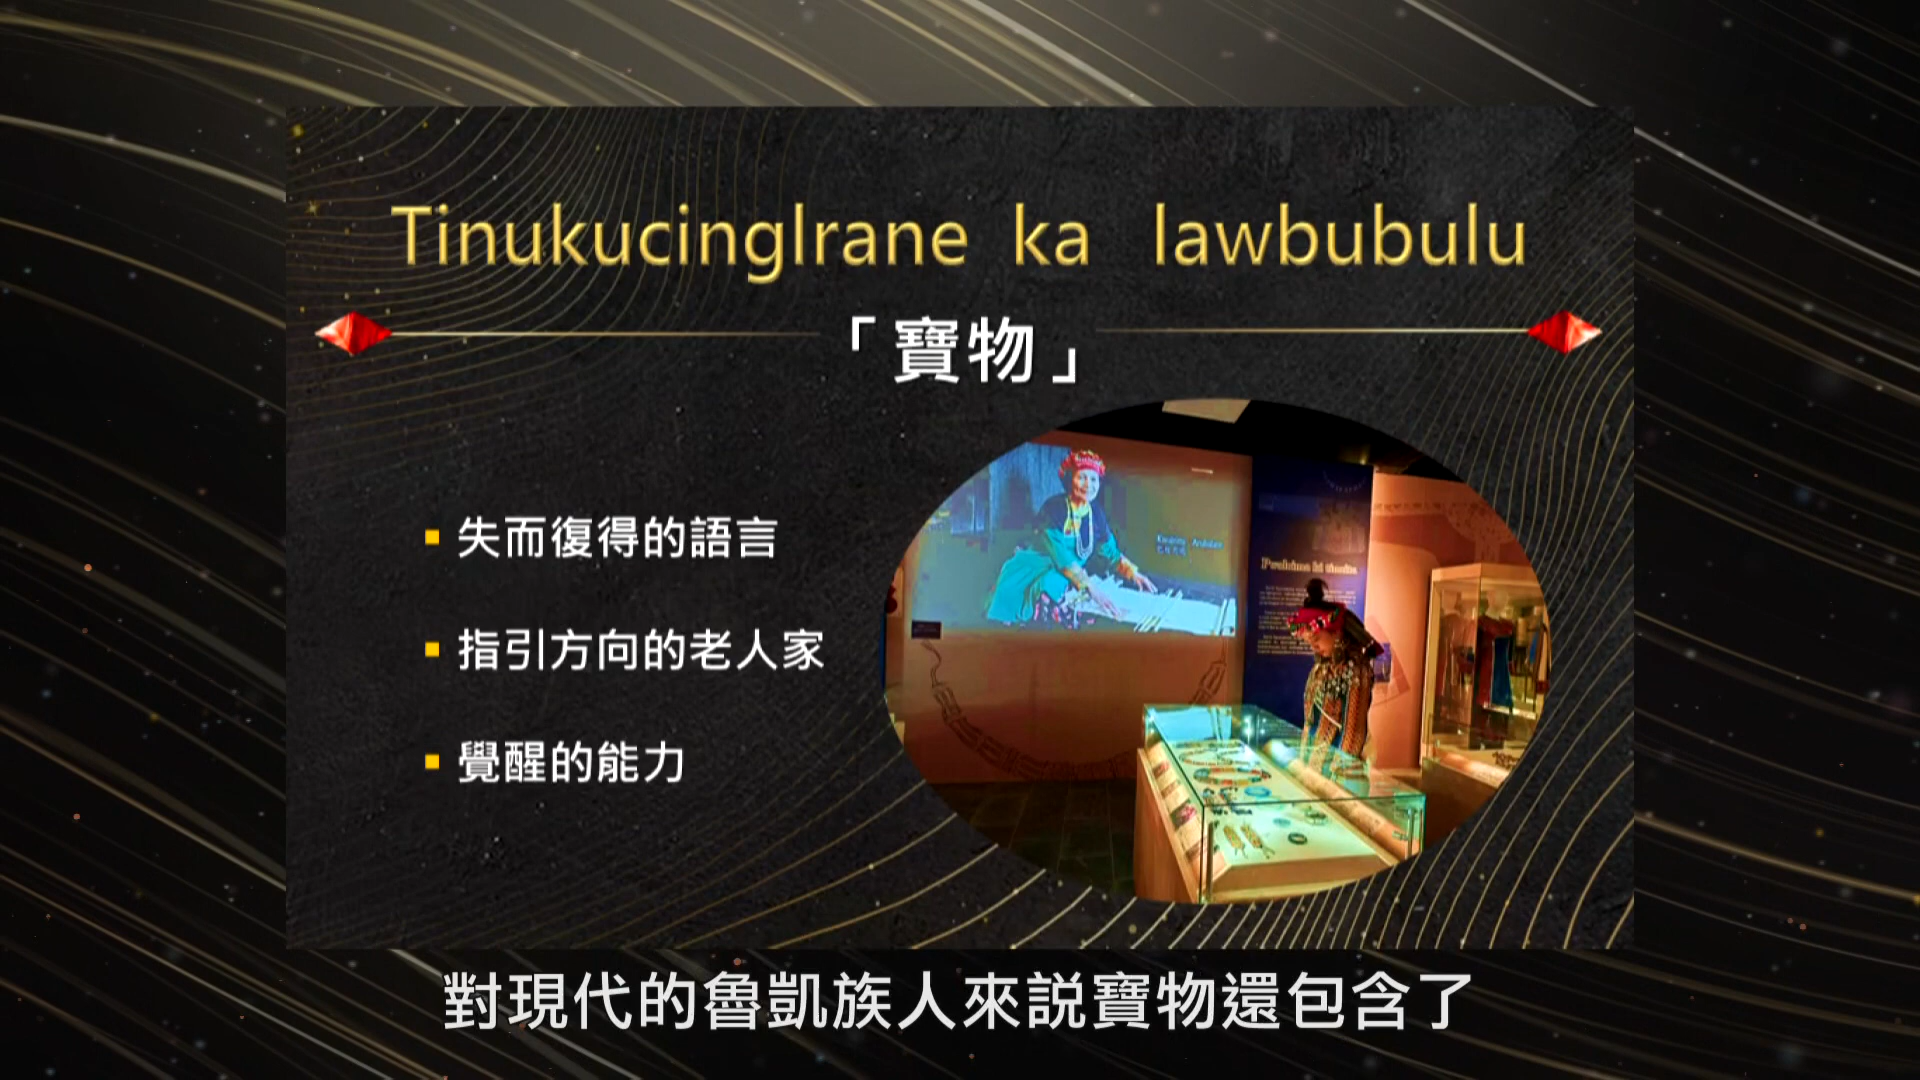 Tinukucinglrane ka lawbubulu
「寶物」
失而復得的語言
指引方向的老人家
覺醒的能力
對現代的魯凱族人來説寶物還包含了